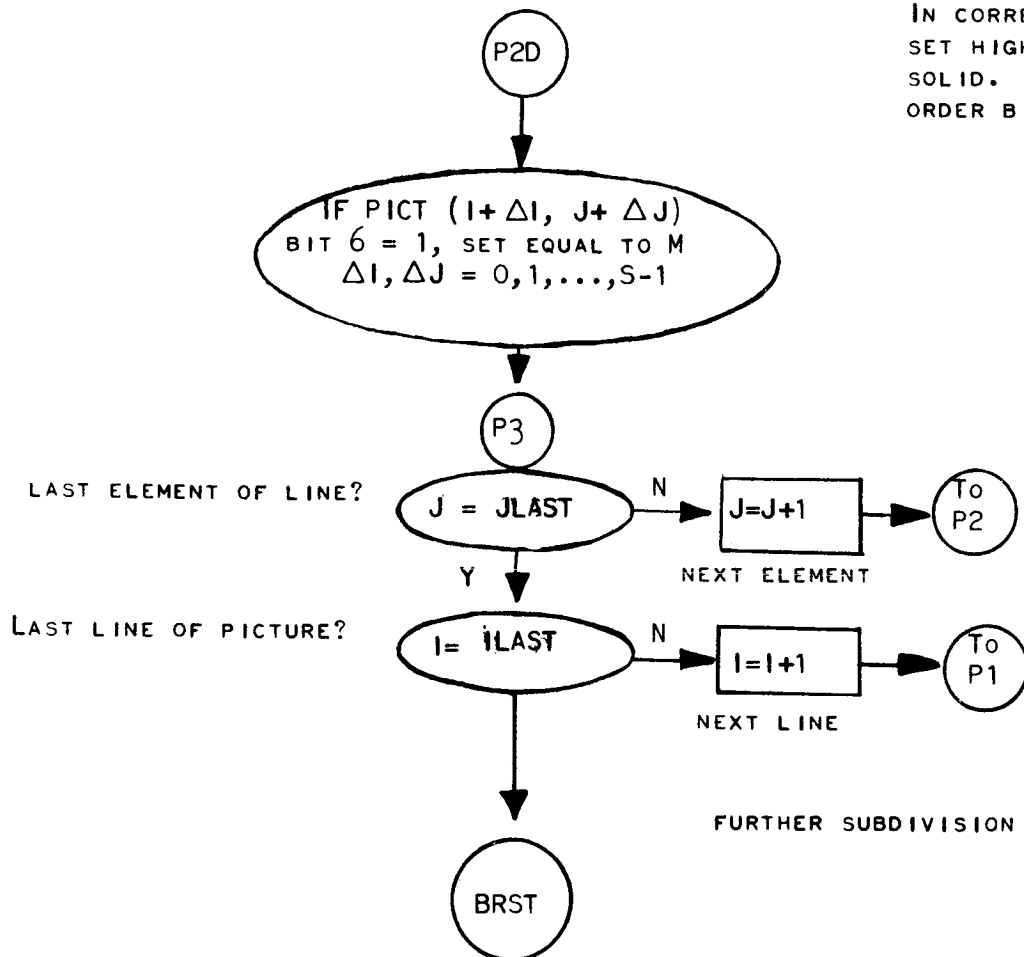 IN CORRE
SET HIGH
SOLID.
ORDER B
P2D
IF PICT (I+ ΔI, J+ ΔJ)
BIT 6 = 1, SET EQUAL TO M
ΔI, ΔJ = 0,1,...,S-1
P3
LAST ELEMENT OF LINE?
J = JLAST
N
J=J+1
To
P2
Y
NEXT ELEMENT
LAST LINE OF PICTURE?
I= ILAST
N
I=I+1
To
P1
NEXT LINE
FURTHER SUBDIVISION
BRST